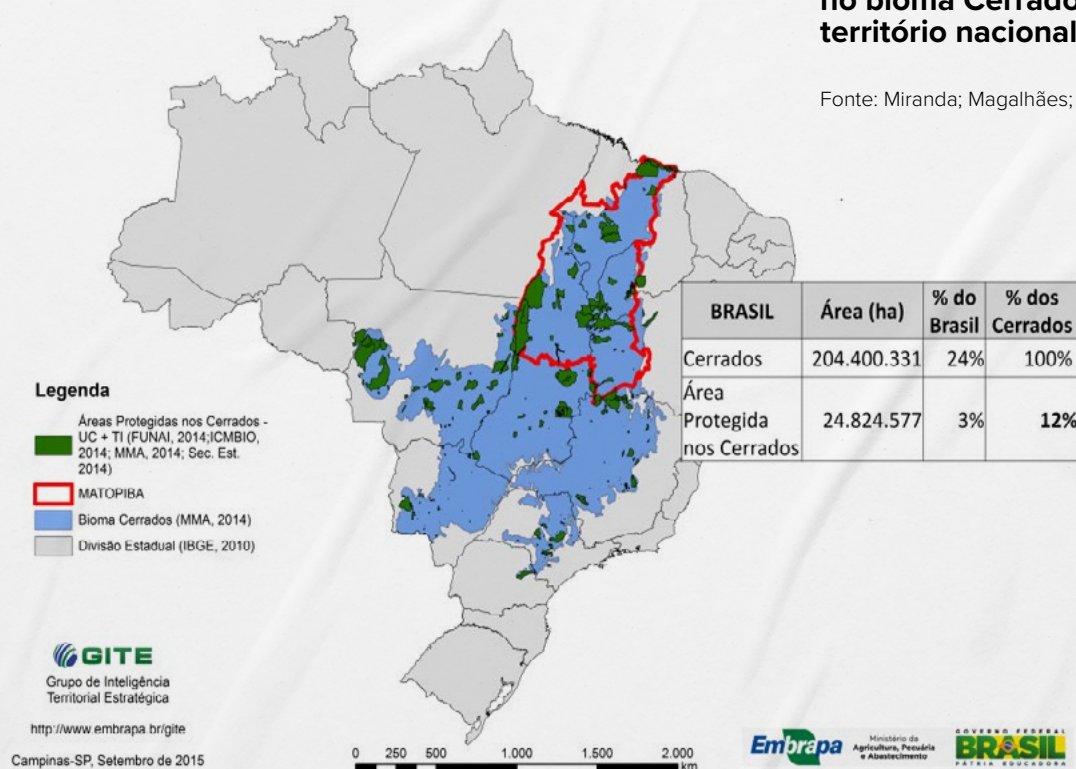 no bioma Cerrado
território nacional
Fonte: Miranda; Magalhães;
BRASIL Área (ha) % do Brasil % dos Cerrados
Cerrados 204.400.331 24% 100%
Área Protegida nos Cerrados 24.824.577 3% 12%
Legenda
Áreas Protegidas nos Cerrados -
UC + TI (FUNAI, 2014;ICMBIO,
2014; MMA, 2014; Sec. Est.
2014)
MATOPIBA
Bioma Cerrados (MMA, 2014)
Divisão Estadual (IBGE, 2010)
GITE
Grupo de Inteligência
Territorial Estratégica
http://www.embrapa.br/gite
Campinas-SP, Setembro de 2015
0 250 500 1.000 1.500 2.000
km
Embrapa
Ministério da
Agricultura, Pecuária
e Abastecimento
GOVERNO FEDERAL
BRASIL
PÁTRIA EDUCADORA